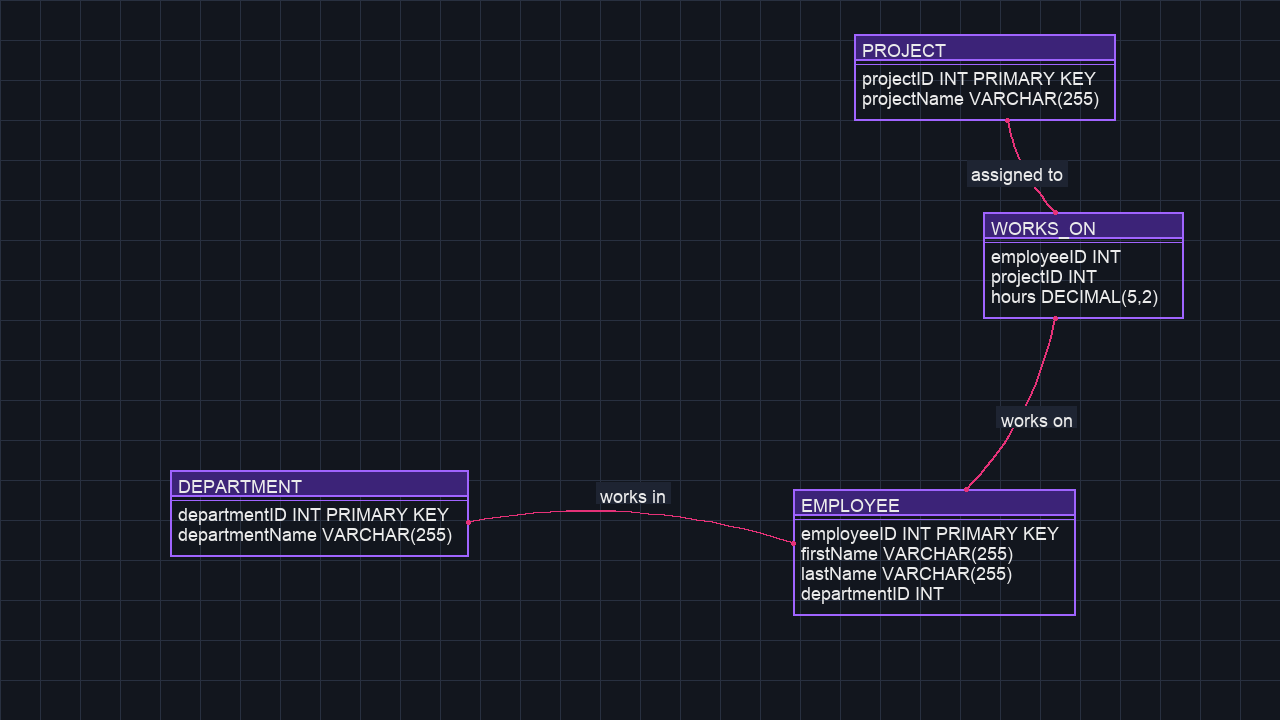 PROJECT
projectID INT PRIMARY KEY
projectName VARCHAR(255)
assigned to
WORKS_ON
employeeID INT
projectID INT
hours DECIMAL(5,2)
works on
DEPARTMENT
departmentID INT PRIMARY KEY
departmentName VARCHAR(255)
works in
EMPLOYEE
employeeID INT PRIMARY KEY
firstName VARCHAR(255)
lastName VARCHAR(255)
departmentID INT